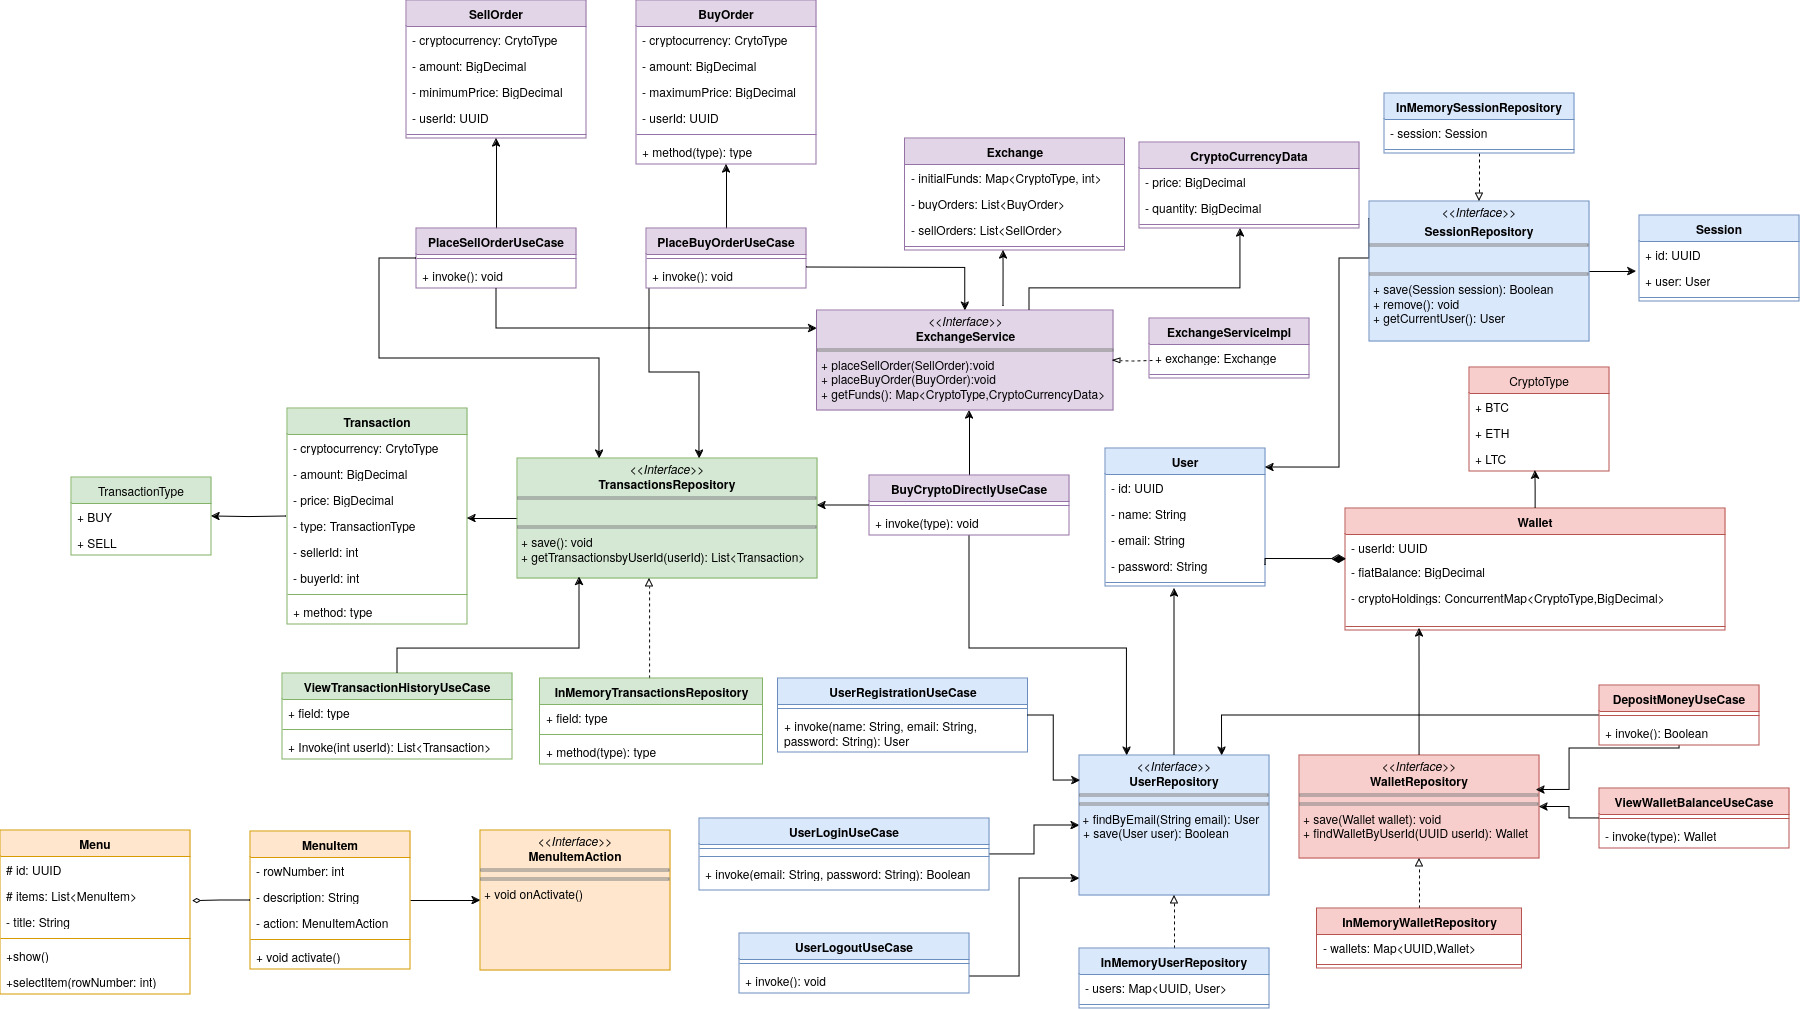 SellOrder
- cryptocurrency: CrytoType
- amount: BigDecimal
- minimumPrice: BigDecimal
- userId: UUID
BuyOrder
- cryptocurrency: CrytoType
- amount: BigDecimal
- maximumPrice: BigDecimal
- userId: UUID
+ method(type): type
Exchange
- initialFunds: Map<CryptoType, int>
- buyOrders: List<BuyOrder>
- sellOrders: List<SellOrder>
CryptoCurrencyData
- price: BigDecimal
- quantity: BigDecimal
InMemorySessionRepository
- session: Session
<<Interface>>
SessionRepository
+ save(Session session): Boolean
+ remove(): void
+ getCurrentUser(): User
Session
+ id: UUID
+ user: User
PlaceSellOrderUseCase
+ invoke(): void
PlaceBuyOrderUseCase
+ invoke(): void
<<Interface>>
ExchangeService
+ placeSellOrder(SellOrder):void
+ placeBuyOrder(BuyOrder):void
+ getFunds(): Map<CryptoType,CryptoCurrencyData>
ExchangeServiceImpl
+ exchange: Exchange
CryptoType
+ BTC
+ ETH
+ LTC
Transaction
- cryptocurrency: CrytoType
- amount: BigDecimal
- price: BigDecimal
- type: TransactionType
- sellerId: int
- buyerId: int
+ method: type
TransactionType
+ BUY
+ SELL
<<Interface>>
TransactionsRepository
+ save(): void
+ getTransactionsbyUserId(userId): List<Transaction>
BuyCryptoDirectlyUseCase
+ invoke(type): void
User
- id: UUID
- name: String
- email: String
- password: String
Wallet
- userId: UUID
- fiatBalance: BigDecimal
- cryptoHoldings: ConcurrentMap<CryptoType,BigDecimal>
ViewTransactionHistoryUseCase
+ field: type
+ Invoke(int userId): List<Transaction>
InMemoryTransactionsRepository
+ field: type
+ method(type): type
UserRegistrationUseCase
+ invoke(name: String, email: String,
password: String): User
DepositMoneyUseCase
+ invoke(): Boolean
<<Interface>>
UserRepository
+ findByEmail(String email): User
+ save(User user): Boolean
<<Interface>>
WalletRepository
+ save(Wallet wallet): void
+ findWalletByUserId(UUID userId): Wallet
ViewWalletBalanceUseCase
- invoke(type): Wallet
Menu
# id: UUID
# items: List<MenuItem>
- title: String
+show()
+selectItem(rowNumber: int)
MenuItem
- rowNumber: int
- description: String
- action: MenuItemAction
+ void activate()
<<Interface>>
MenuItemAction
+ void onActivate()
UserLoginUseCase
+ invoke(email: String, password: String): Boolean
UserLogoutUseCase
+ invoke(): void
InMemoryUserRepository
- users: Map<UUID, User>
InMemoryWalletRepository
- wallets: Map<UUID,Wallet>